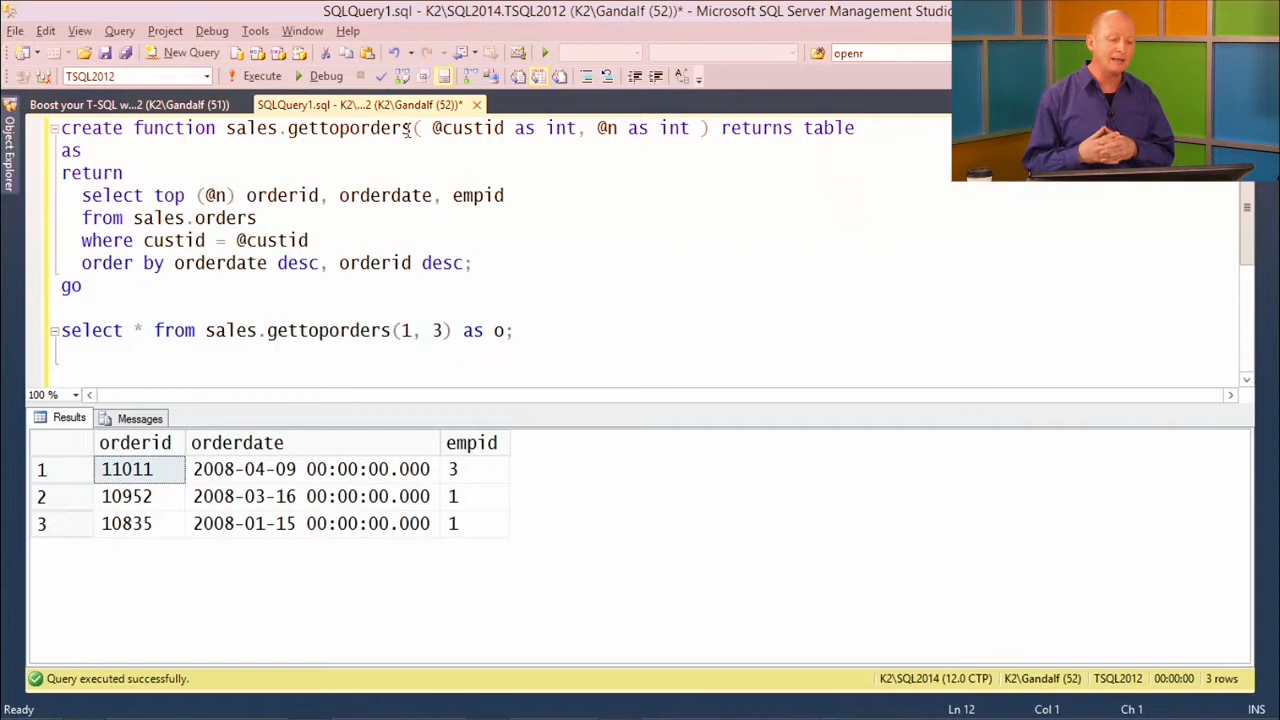 SQLQuery1.sql - K2\SQL2014.TSQL2012 (K2\Gandalf (52))* - Microsoft SQL Server Management Studio
File Edit View Query Project Debug Tools Window Help
New Query openr
TSQL2012 Execute Debug
Boost your T-SQL w...2 (K2\Gandalf (51)) SQLQuery1.sql - K2\...2 (K2\Gandalf (52))*
Object Explorer
create function sales.gettoporders( @custid as int, @n as int ) returns table
as
return
select top (@n) orderid, orderdate, empid
from sales.orders
where custid = @custid
order by orderdate desc, orderid desc;
go
select * from sales.gettoporders(1, 3) as o;
100 %
Results Messages
orderid orderdate empid
1 11011 2008-04-09 00:00:00.000 3
2 10952 2008-03-16 00:00:00.000 1
3 10835 2008-01-15 00:00:00.000 1
Query executed successfully. K2\SQL2014 (12.0 CTP) K2\Gandalf (52) TSQL2012 00:00:00 3 rows
Ready Ln 12 Col 1 Ch 1 INS